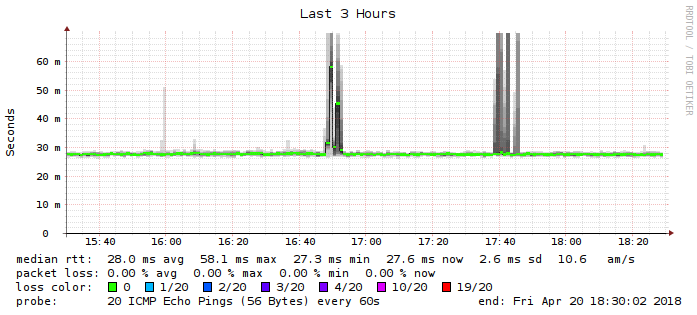 Last 3 Hours
RRDTOOL / TOBI OETIKER
Seconds
60 m
50 m
40 m
30 m
20 m
10 m
0
15:40 16:00 16:20 16:40 17:00 17:20 17:40 18:00 18:20
median rtt: 28.0 ms avg 58.1 ms max 27.3 ms min 27.6 ms now 2.6 ms sd 10.6 am/s
packet loss: 0.00 % avg 0.00 % max 0.00 % min 0.00 % now
loss color: 0 1/20 2/20 3/20 4/20 10/20 19/20
probe: 20 ICMP Echo Pings (56 Bytes) every 60s end: Fri Apr 20 18:30:02 2018